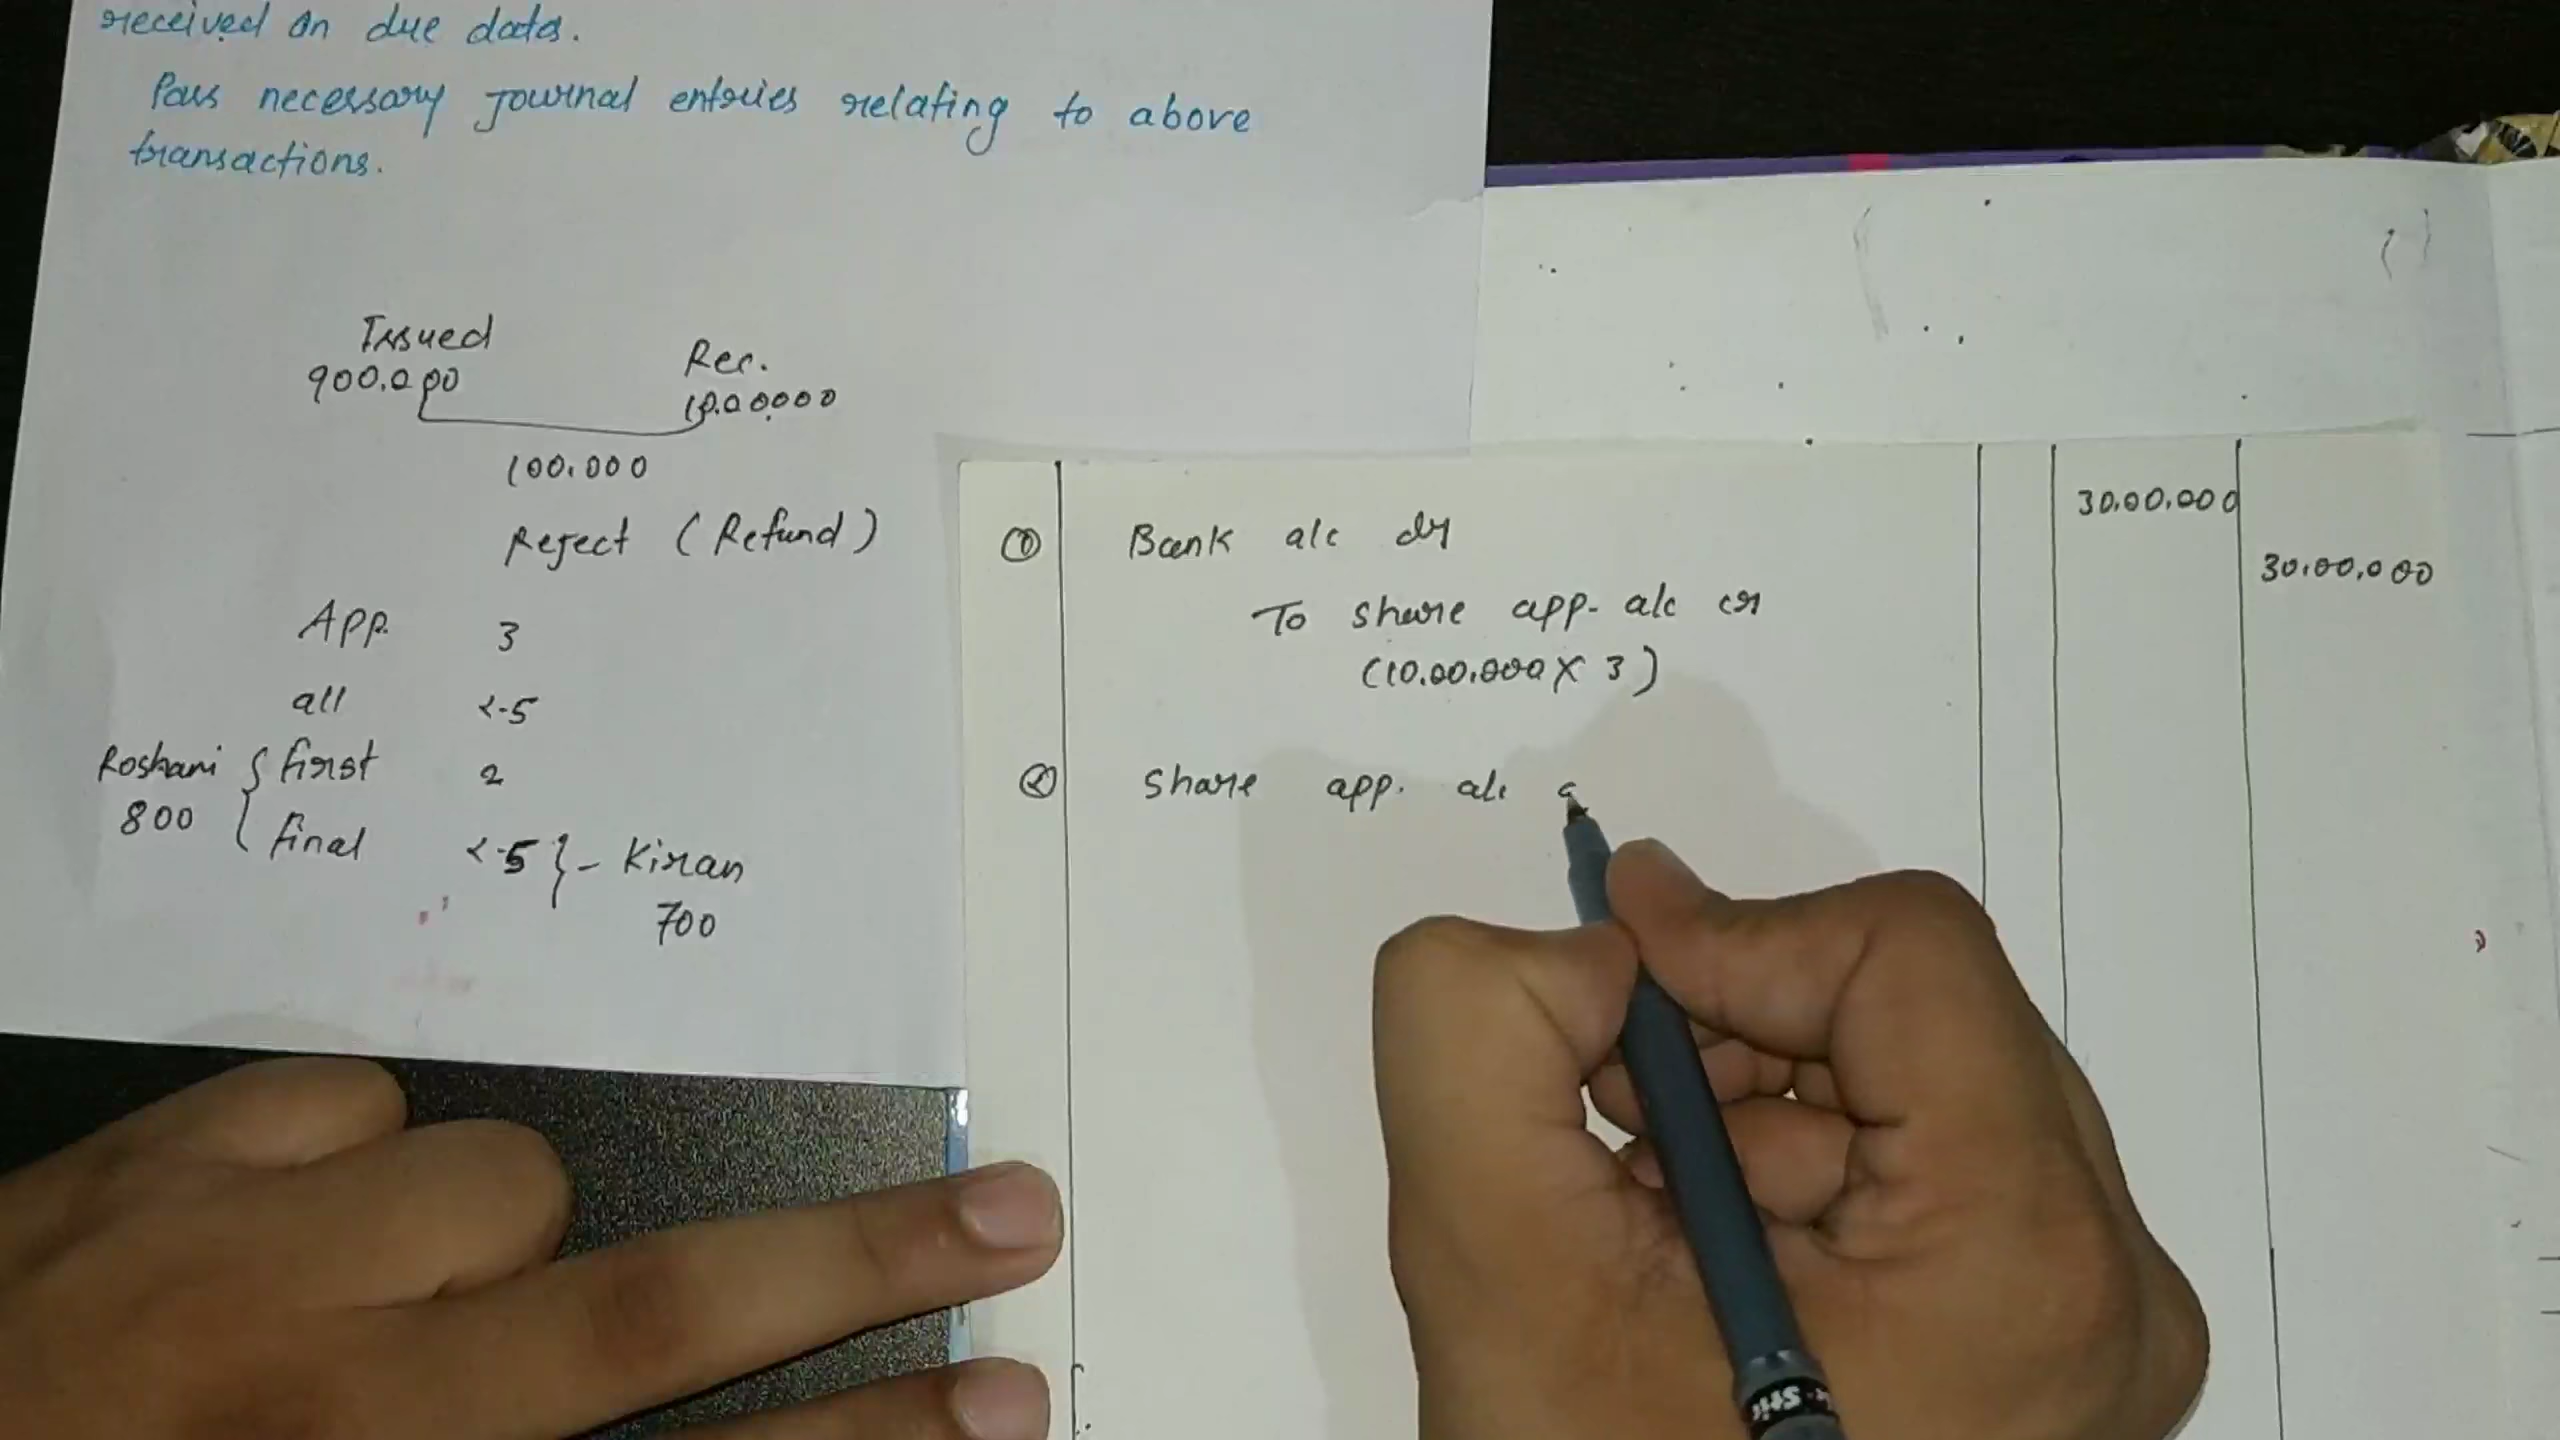 received on due dates.
Pass necessary journal entries relating to above
transactions.
Issued
900,000
Rec.
10,00,000
100,000
Reject (Refund)
App. 3
all 2.5
Roshani { first 2
800 final 2.5 } - Kiran
700
① Bank a/c dr 30,00,000
To share app. a/c cr 30,00,000
(10,00,000 X 3)
② Share app. a/c